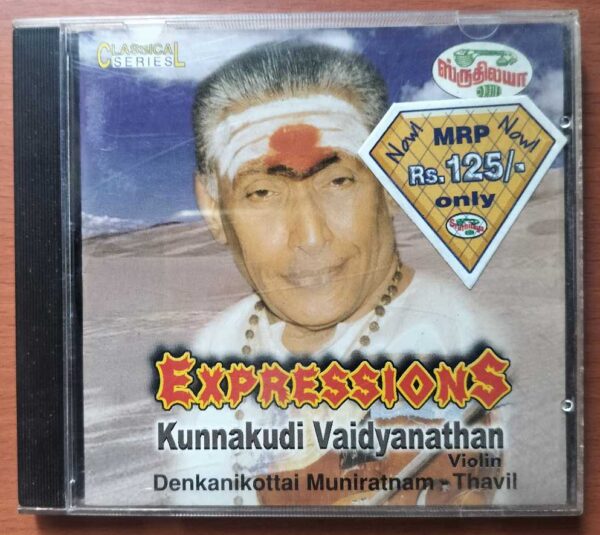 CLASSICAL
SERIES
ஸ்ருதிலயா
Now!
MRP
Now!
Rs. 125/-
only
EXPRESSIONS
Kunnakudi Vaidyanathan
Violin
Denkanikottai Muniratnam - Thavil